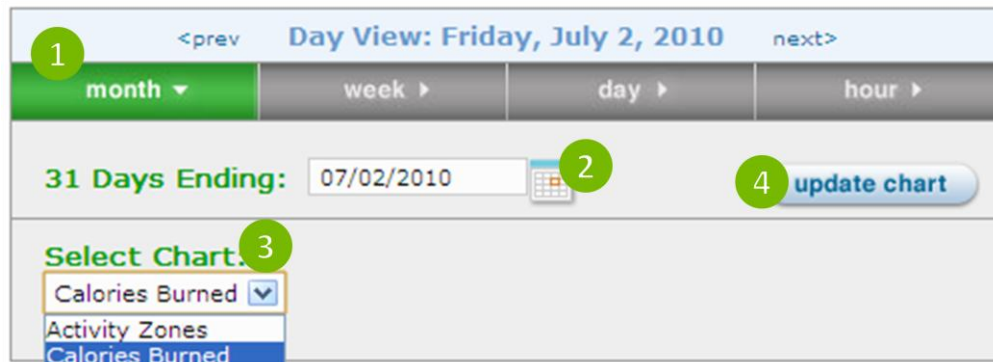 <prev Day View: Friday, July 2, 2010 next>
1
month week day hour
31 Days Ending: 07/02/2010 2 4 update chart
Select Chart: 3
Calories Burned
Activity Zones
Calories Burned